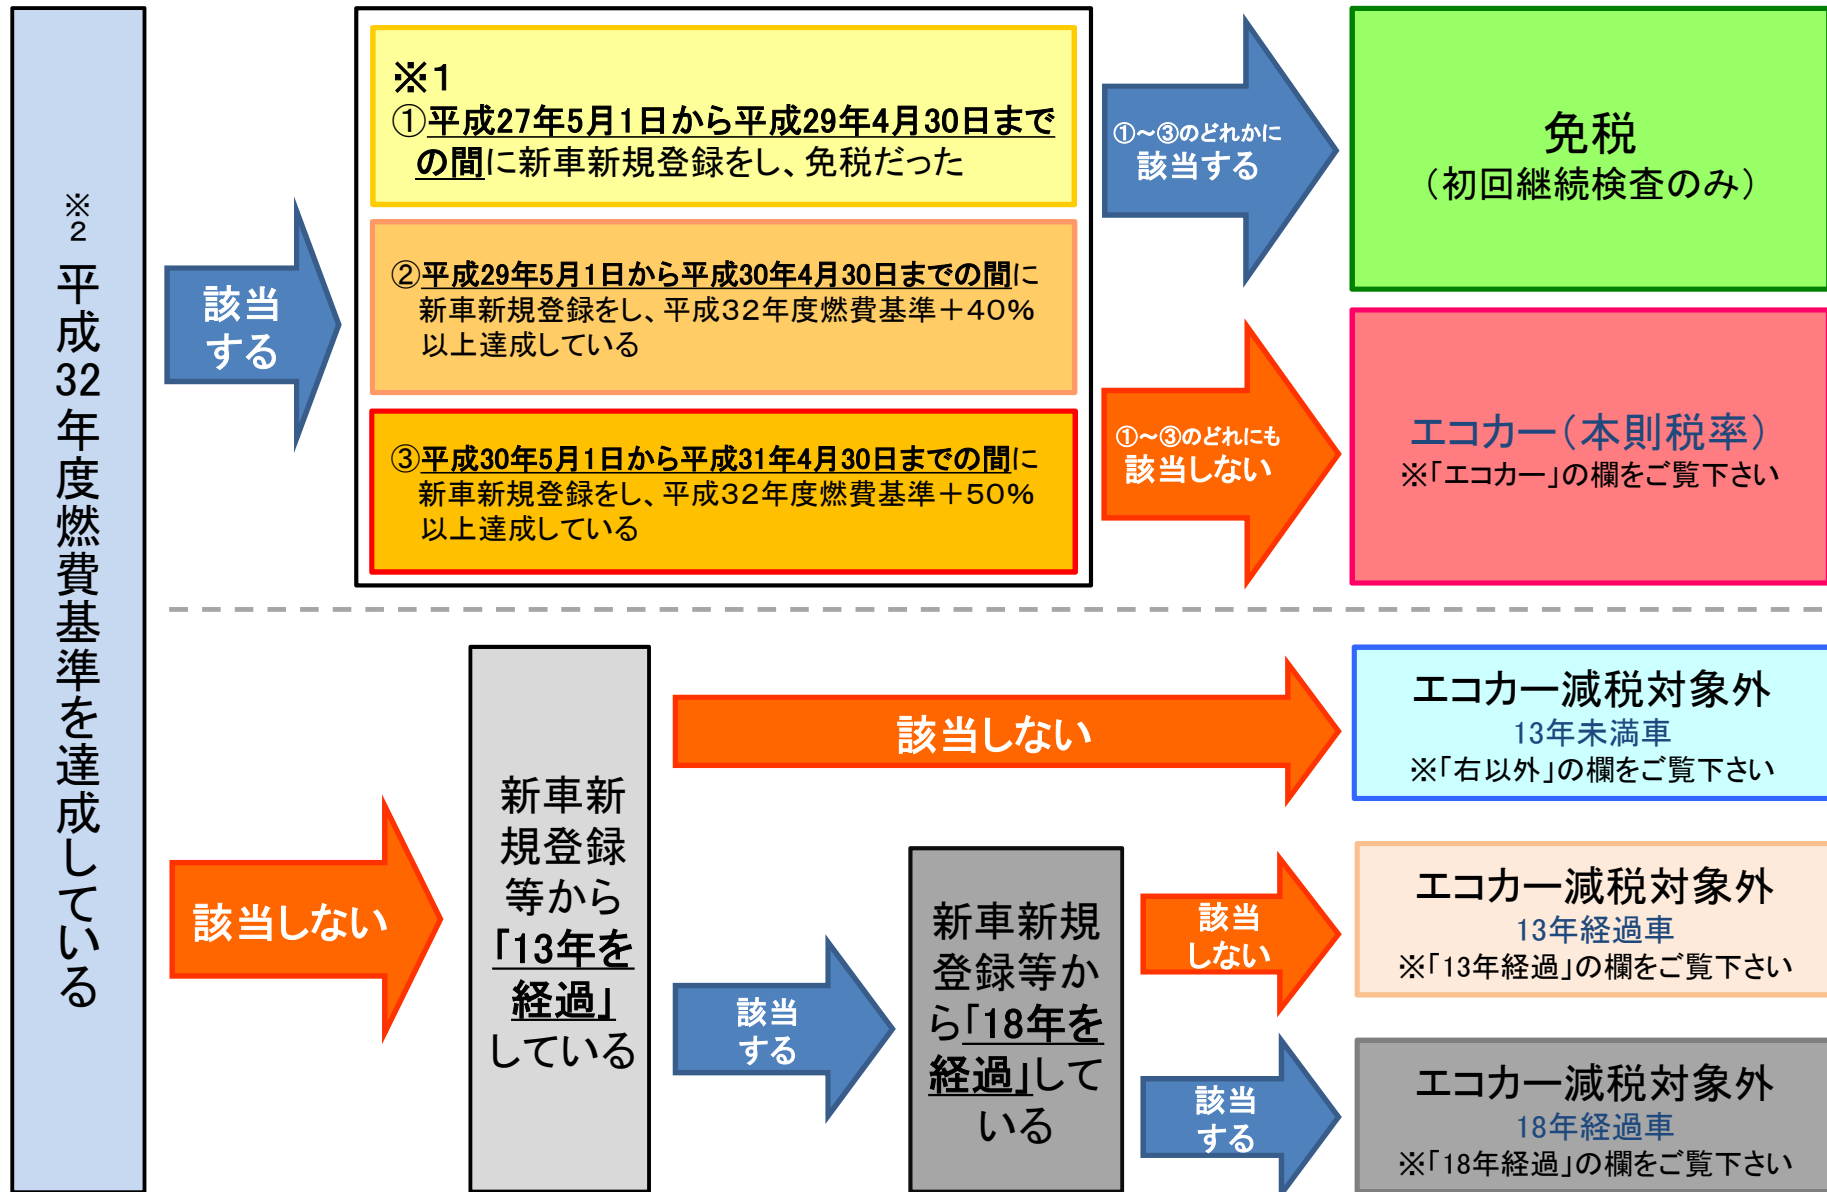 ※2 平成32年度燃費基準を達成している
該当
する
※1
①平成27年5月1日から平成29年4月30日まで
の間に新車新規登録をし、免税だった
②平成29年5月1日から平成30年4月30日までの間に
新車新規登録をし、平成32年度燃費基準＋40％
以上達成している
③平成30年5月1日から平成31年4月30日までの間に
新車新規登録をし、平成32年度燃費基準＋50％
以上達成している
①～③のどれかに
該当する
免税
（初回継続検査のみ）
①～③のどれにも
該当しない
エコカー（本則税率）
※「エコカー」の欄をご覧下さい
該当しない
新車新
規登録
等から
「13年を
経過」
している
該当しない
エコカー減税対象外
13年未満車
※「右以外」の欄をご覧下さい
該当
する
新車新規
登録等か
ら「18年を
経過」して
いる
該当
しない
エコカー減税対象外
13年経過車
※「13年経過」の欄をご覧下さい
該当
する
エコカー減税対象外
18年経過車
※「18年経過」の欄をご覧下さい